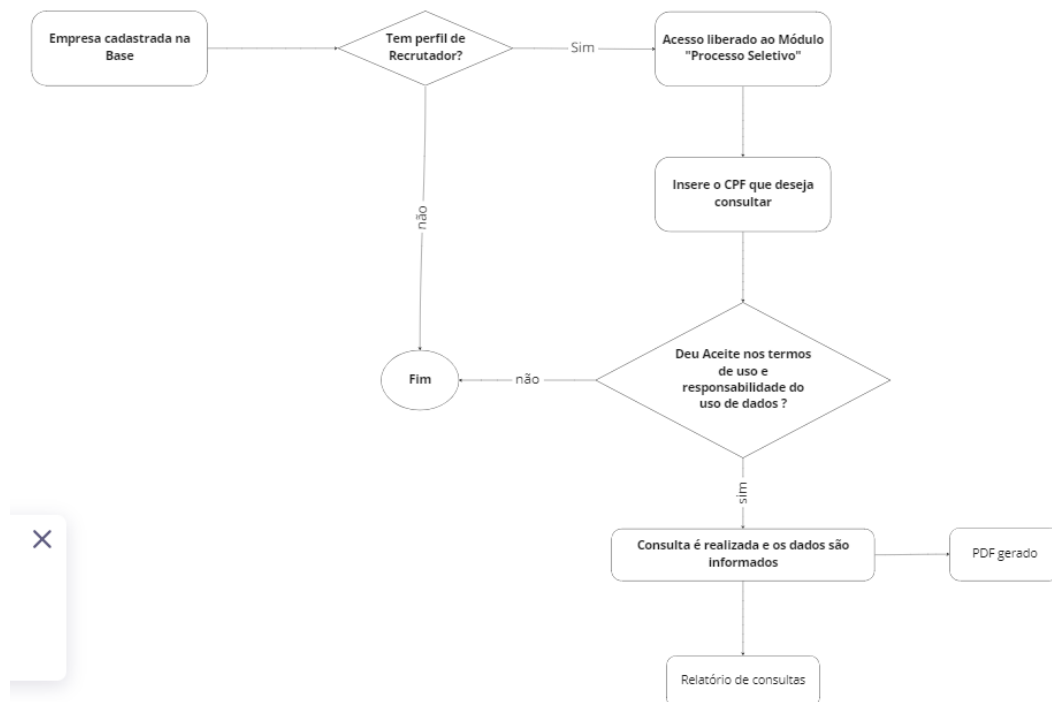 Empresa cadastrada na
Base
Tem perfil de
Recrutador?
Sim
Acesso liberado ao Módulo
"Processo Seletivo"
Insere o CPF que deseja
consultar
não
Deu Aceite nos termos
de uso e
responsabilidade do
uso de dados ?
não
Fim
sim
Consulta é realizada e os dados são
informados
PDF gerado
Relatório de consultas